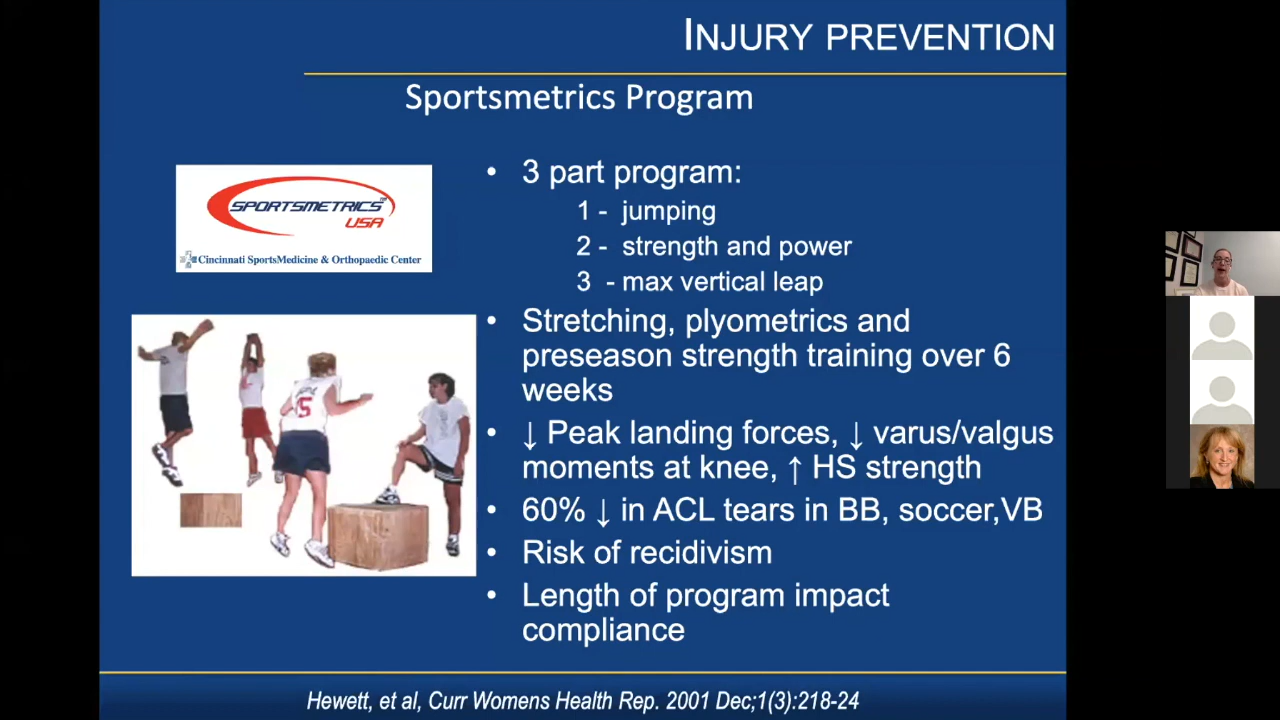 INJURY PREVENTION
Sportsmetrics Program
SPORTSMETRICS
USA
Cincinnati SportsMedicine & Orthopaedic Center
• 3 part program:
1 - jumping
2 - strength and power
3 - max vertical leap
• Stretching, plyometrics and
preseason strength training over 6
weeks
• ↓ Peak landing forces, ↓ varus/valgus
moments at knee, ↑ HS strength
• 60% ↓ in ACL tears in BB, soccer,VB
• Risk of recidivism
• Length of program impact
compliance
Hewett, et al, Curr Womens Health Rep. 2001 Dec;1(3):218-24